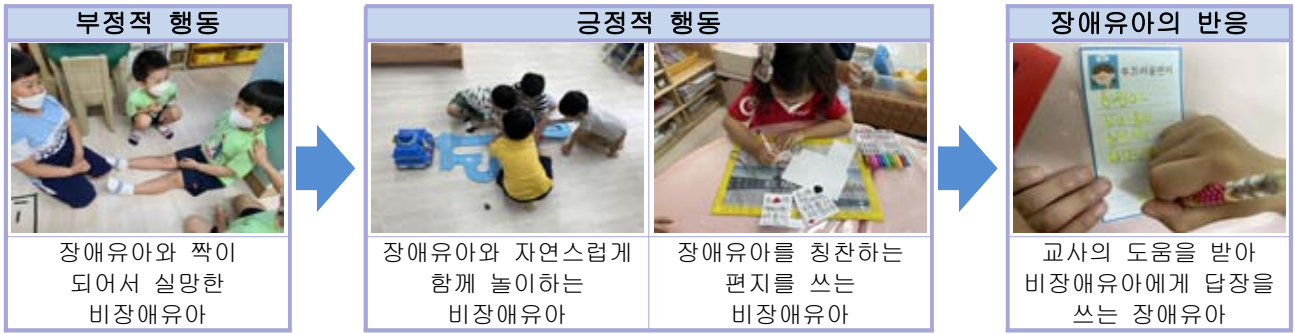 부정적 행동
긍정적 행동
장애유아의 반응
장애유아와 짝이
되어서 실망한
비장애유아
장애유아와 자연스럽게
함께 놀이하는
비장애유아
장애유아를 칭찬하는
편지를 쓰는
비장애유아
교사의 도움을 받아
비장애유아에게 답장을
쓰는 장애유아